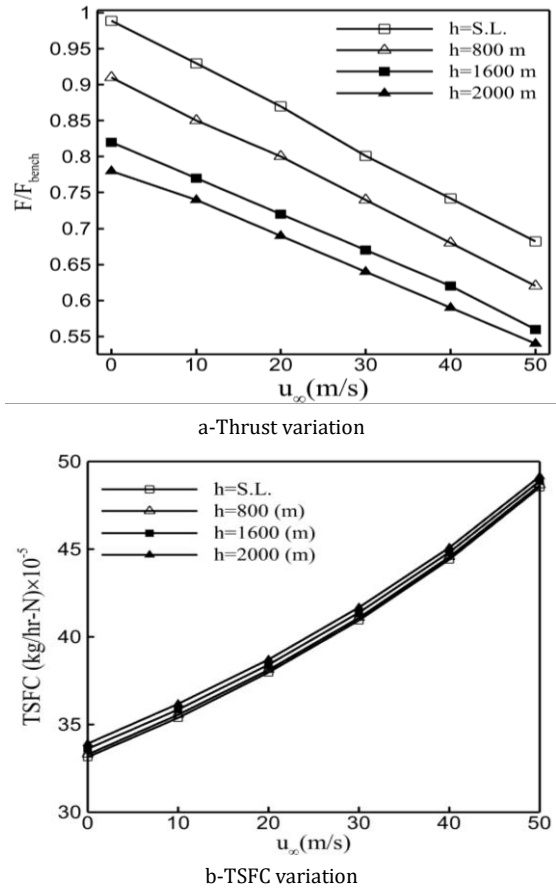 1
0.95
0.9
0.85
0.8
0.75
0.7
0.65
0.6
0.55
F/F_bench
h=S.L.
h=800 m
h=1600 m
h=2000 m
0 10 20 30 40 50
u∞(m/s)
a-Thrust variation
50
45
40
35
30
TSFC (kg/hr-N)×10⁻⁵
h=S.L.
h=800 (m)
h=1600 (m)
h=2000 (m)
0 10 20 30 40 50
u∞(m/s)
b-TSFC variation